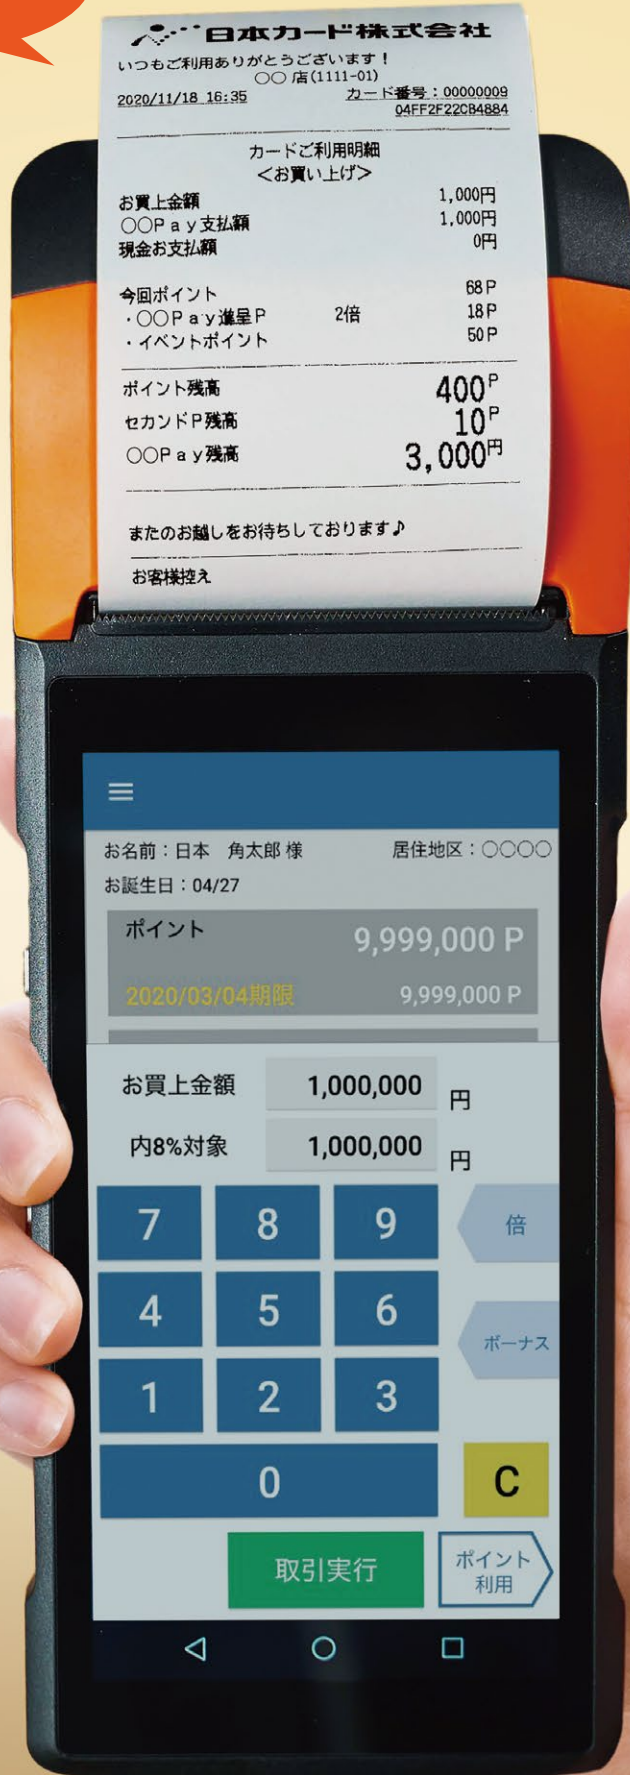 日本カード株式会社
いつもご利用ありがとうございます！
○○ 店(1111-01)
2020/11/18 16:35 カード番号：00000009
04FF2F22CB4884
カードご利用明細
＜お買い上げ＞
お買上金額 1,000円
○○Pay支払額 1,000円
現金お支払額 0円
今回ポイント 68P
・○○Pay進呈P 2倍 18P
・イベントポイント 50P
ポイント残高 400P
セカンドP残高 10P
○○Pay残高 3,000円
またのお越しをお待ちしております♪
お客様控え
お名前：日本 角太郎 様 居住地区：○○○○
お誕生日：04/27
ポイント 9,999,000 P
2020/03/04期限 9,999,000 P
お買上金額 1,000,000 円
内8%対象 1,000,000 円
7 8 9 倍
4 5 6 ボーナス
1 2 3
0 C
取引実行 ポイント
利用